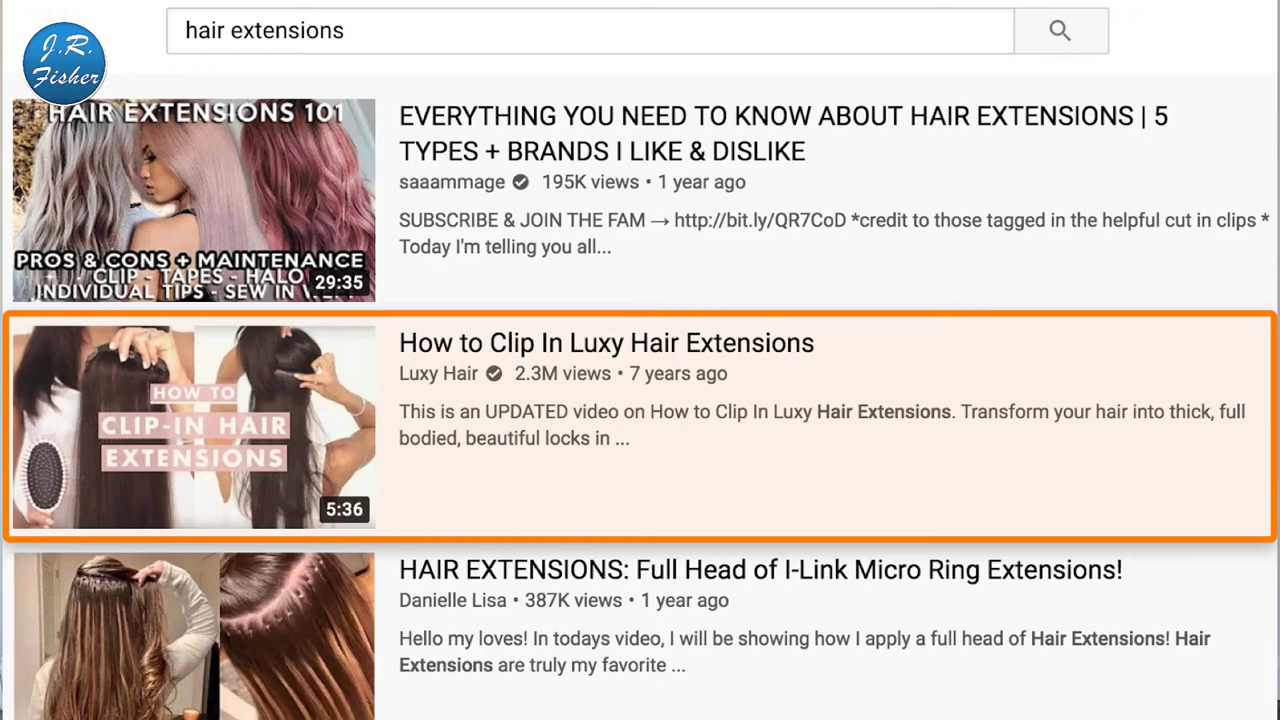 J.R.
Fisher
hair extensions
HAIR EXTENSIONS 101
PROS & CONS + MAINTENANCE
CLIP - TAPES - HALO
INDIVIDUAL TIPS - SEW IN WEFT
29:35
EVERYTHING YOU NEED TO KNOW ABOUT HAIR EXTENSIONS | 5
TYPES + BRANDS I LIKE & DISLIKE
saaammage 195K views • 1 year ago
SUBSCRIBE & JOIN THE FAM → http://bit.ly/QR7CoD *credit to those tagged in the helpful cut in clips *
Today I'm telling you all...
HOW TO
CLIP-IN HAIR
EXTENSIONS
5:36
How to Clip In Luxy Hair Extensions
Luxy Hair 2.3M views • 7 years ago
This is an UPDATED video on How to Clip In Luxy Hair Extensions. Transform your hair into thick, full
bodied, beautiful locks in ...
HAIR EXTENSIONS: Full Head of I-Link Micro Ring Extensions!
Danielle Lisa • 387K views • 1 year ago
Hello my loves! In todays video, I will be showing how I apply a full head of Hair Extensions! Hair
Extensions are truly my favorite ...